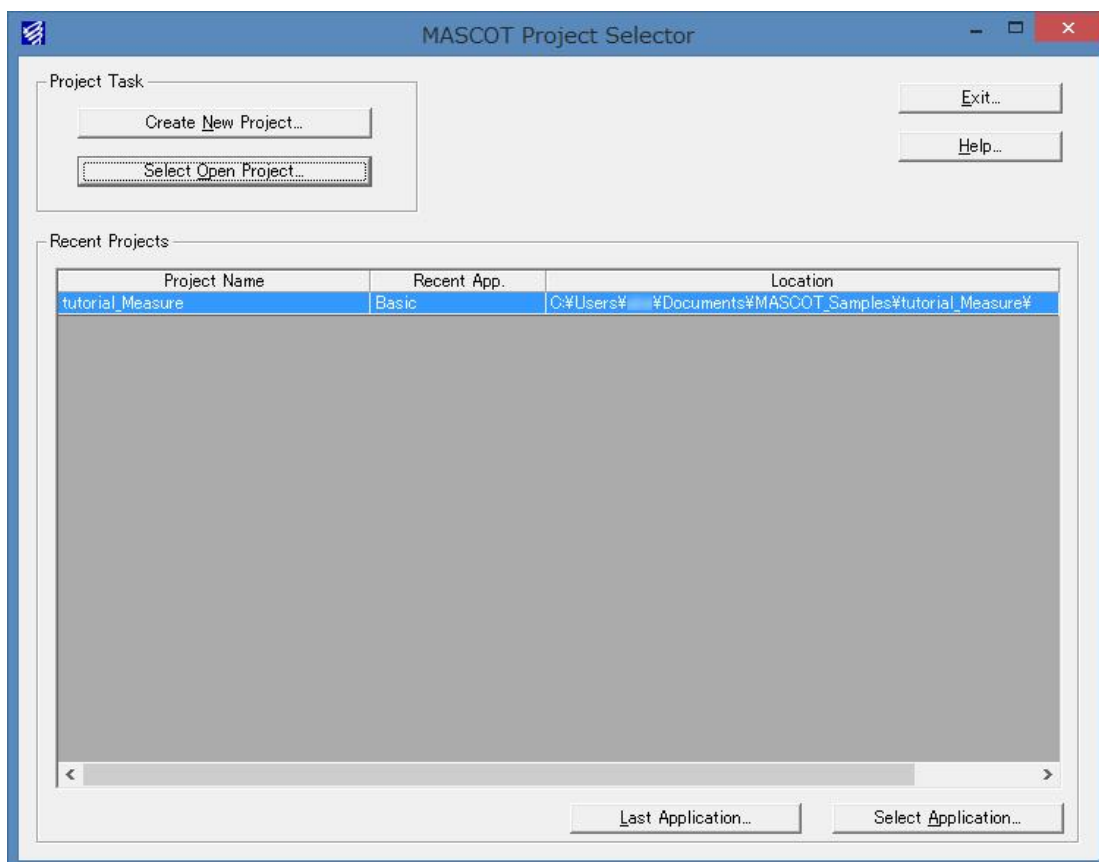 MASCOT Project Selector
Project Task
Create New Project...
Select Open Project...
Exit...
Help...
Recent Projects
Project Name Recent App. Location
tutorial_Measure Basic C:¥Users¥ ¥Documents¥MASCOT_Samples¥tutorial_Measure¥
Last Application... Select Application...